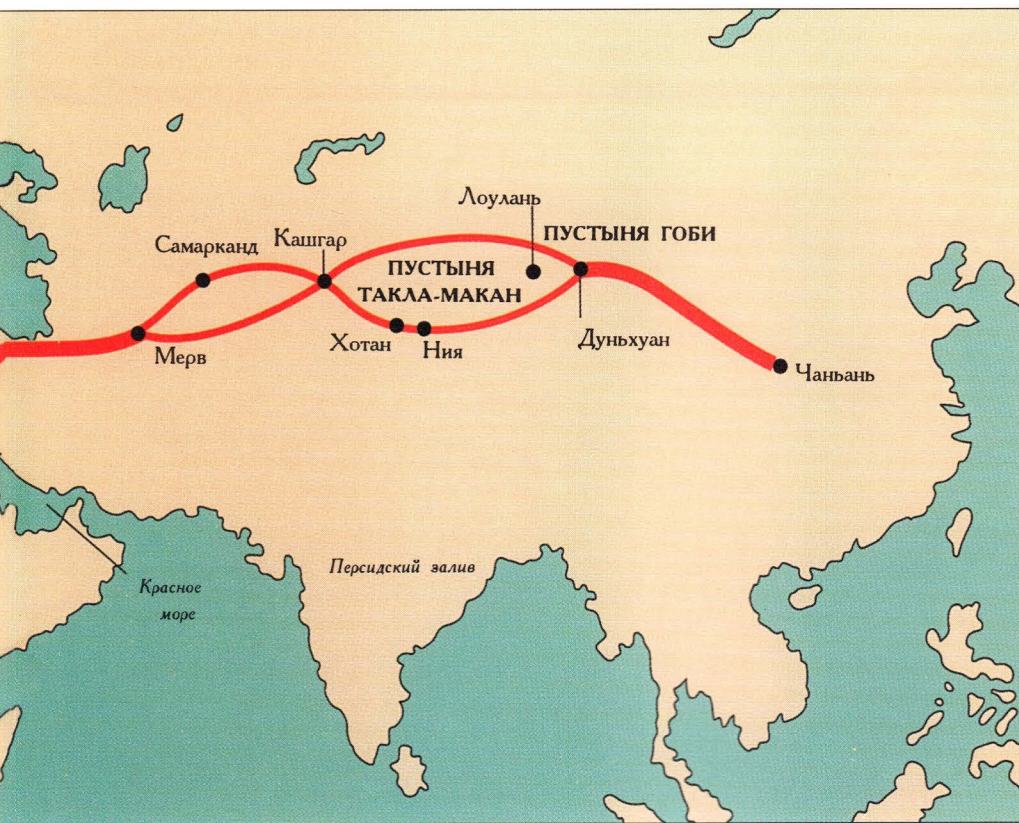 Лоулань
ПУСТЫНЯ ГОБИ
Самарканд
Кашгар
ПУСТЫНЯ
ТАКЛА-МАКАН
Мерв
Хотан
Ния
Дуньхуан
Чаньань
Персидский залив
Красное
море